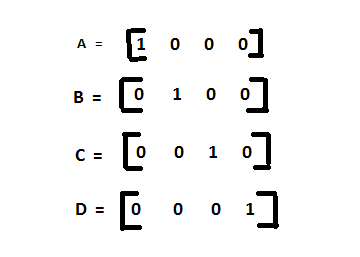 A = [1 0 0 0]
B = [0 1 0 0]
C = [0 0 1 0]
D = [0 0 0 1]